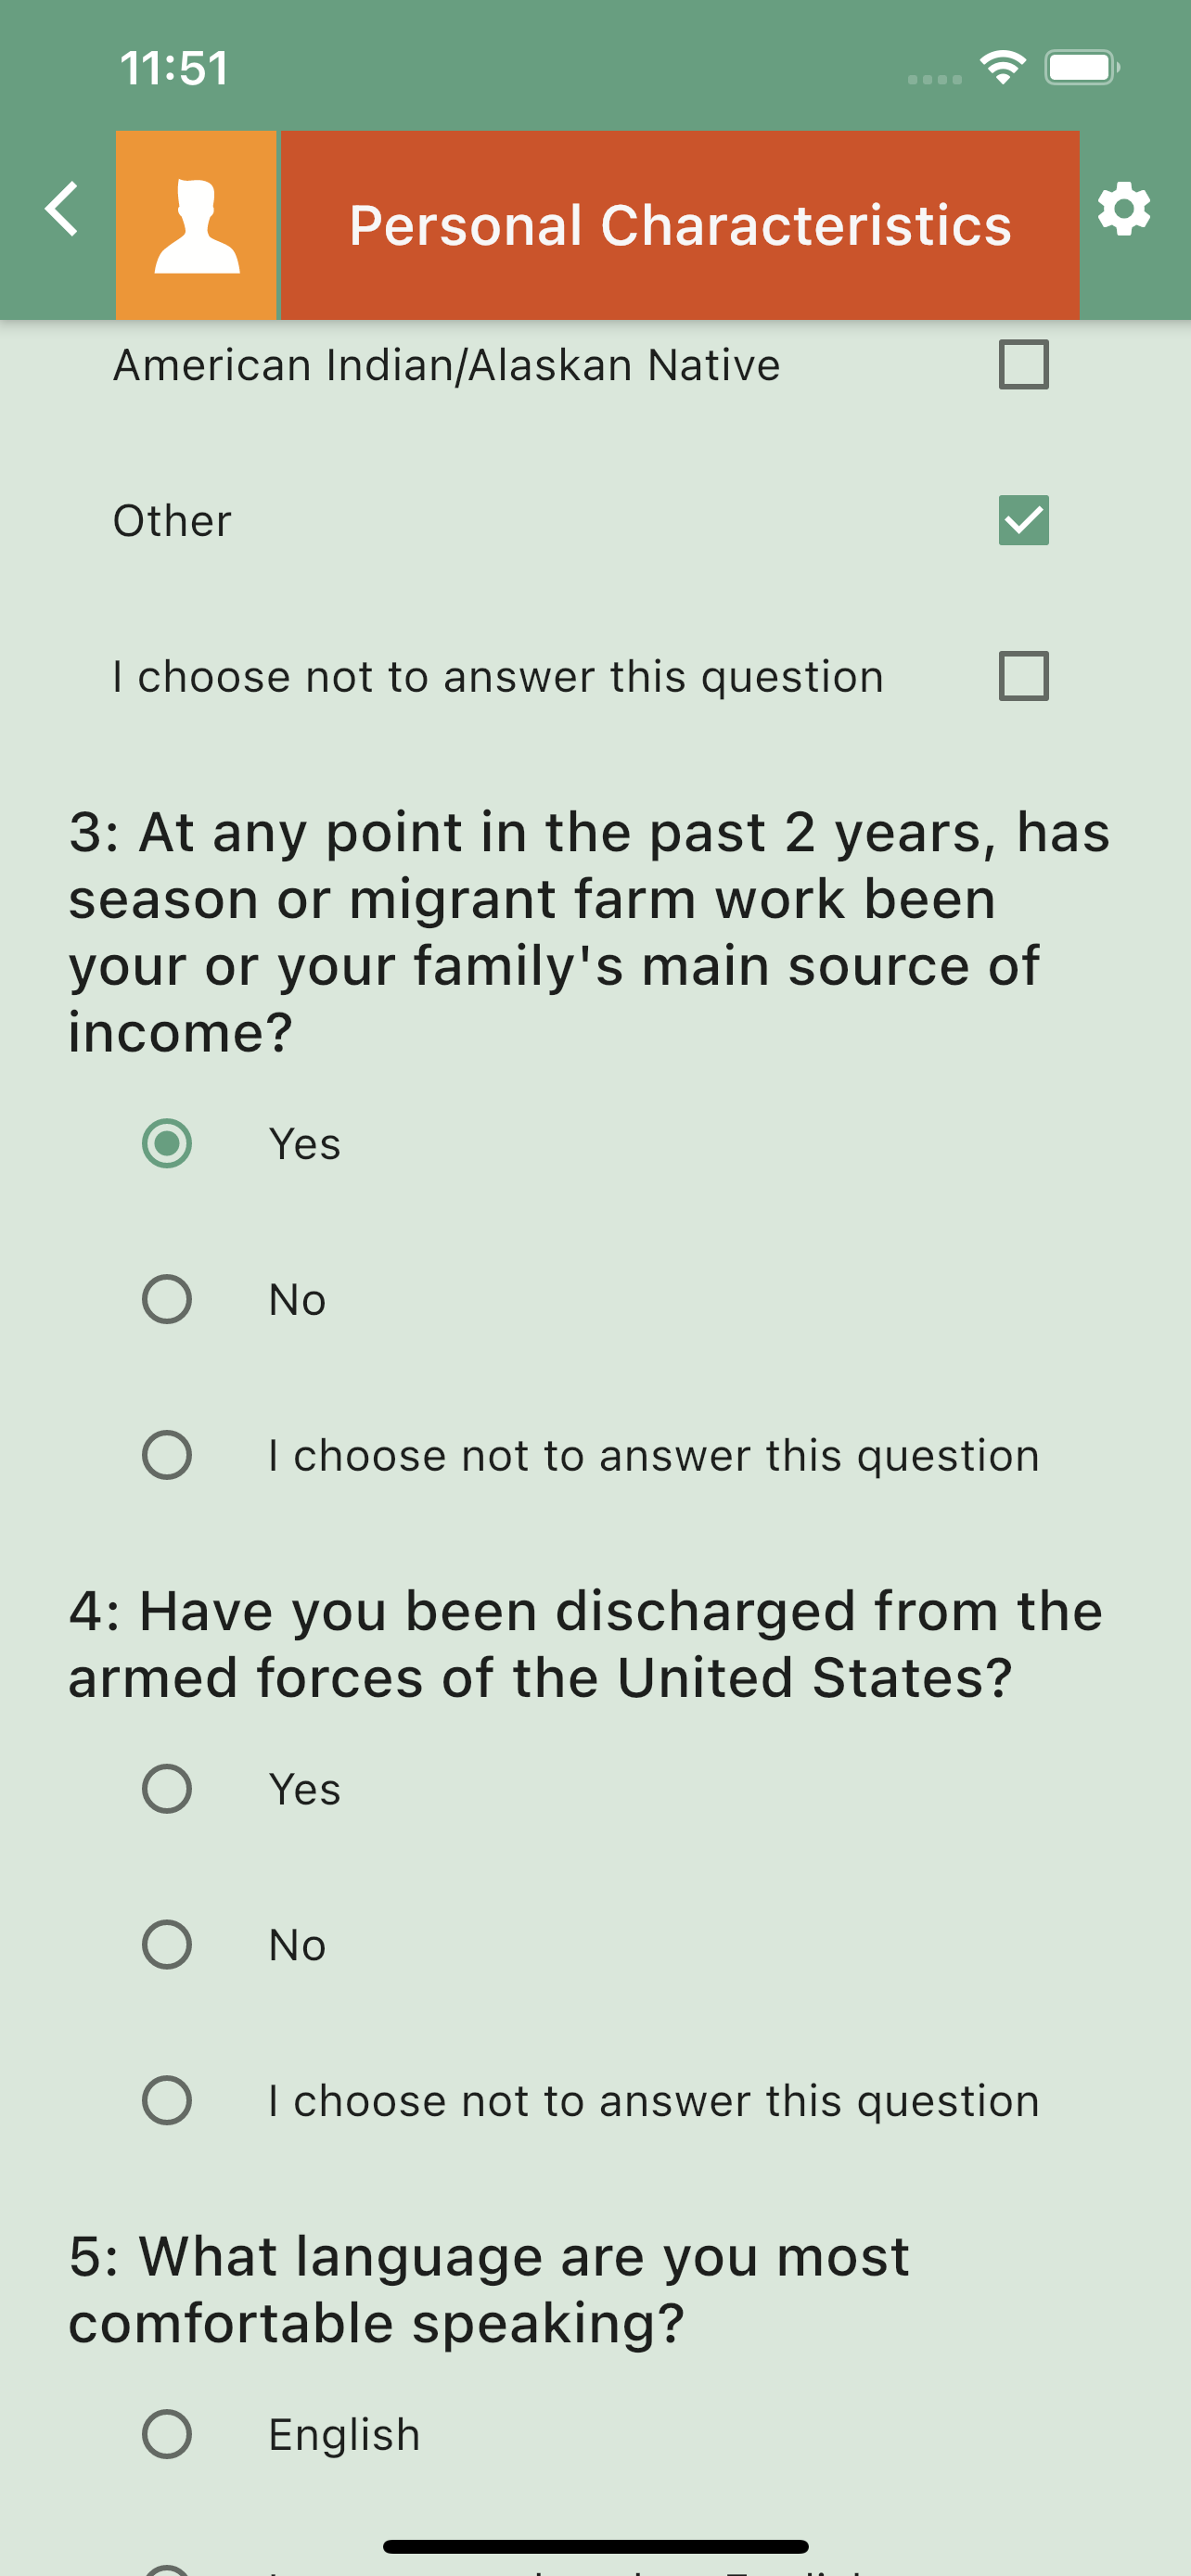 11:51
Personal Characteristics
American Indian/Alaskan Native
Other
I choose not to answer this question
3: At any point in the past 2 years, has
season or migrant farm work been
your or your family's main source of
income?
Yes
No
I choose not to answer this question
4: Have you been discharged from the
armed forces of the United States?
Yes
No
I choose not to answer this question
5: What language are you most
comfortable speaking?
English